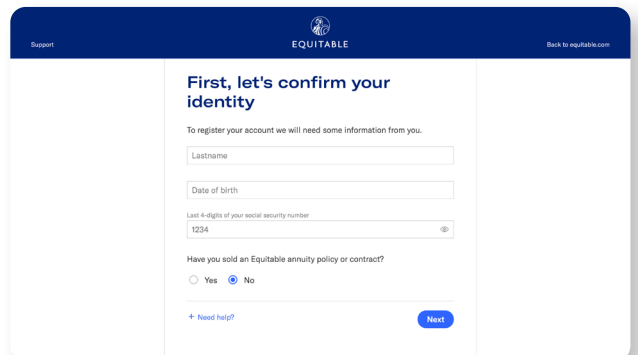 Support
EQUITABLE
Back to equitable.com
First, let's confirm your
identity
To register your account we will need some information from you.
Lastname
Date of birth
Last 4-digits of your social security number
1234
Have you sold an Equitable annuity policy or contract?
Yes No
+ Need help?
Next